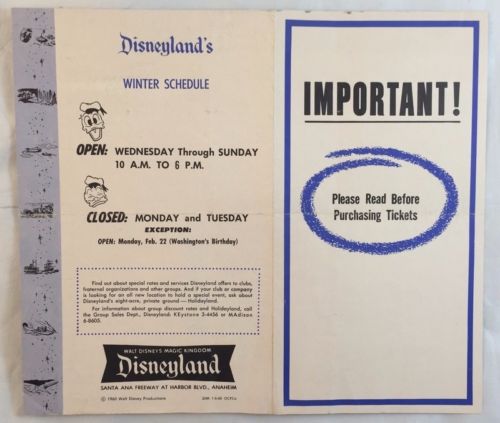 Disneyland's
WINTER SCHEDULE
OPEN: WEDNESDAY Through SUNDAY
10 A.M. TO 6 P.M.
CLOSED: MONDAY and TUESDAY
EXCEPTION:
OPEN: Monday, Feb. 22 (Washington's Birthday)
Find out about special rates and services Disneyland offers to clubs,
fraternal organizations and other groups. And if your club or company
is looking for an all new location to hold a special event, ask about
Disneyland's eight-acre, private ground — Holidayland.
For information about group discount rates and Holidayland, call
the Group Sales Dept., Disneyland: KEystone 3-4456 or MAdison
6-8605.
WALT DISNEY'S MAGIC KINGDOM
Disneyland
SANTA ANA FREEWAY AT HARBOR BLVD., ANAHEIM
© 1960 Walt Disney Productions
IMPORTANT!
Please Read Before
Purchasing Tickets